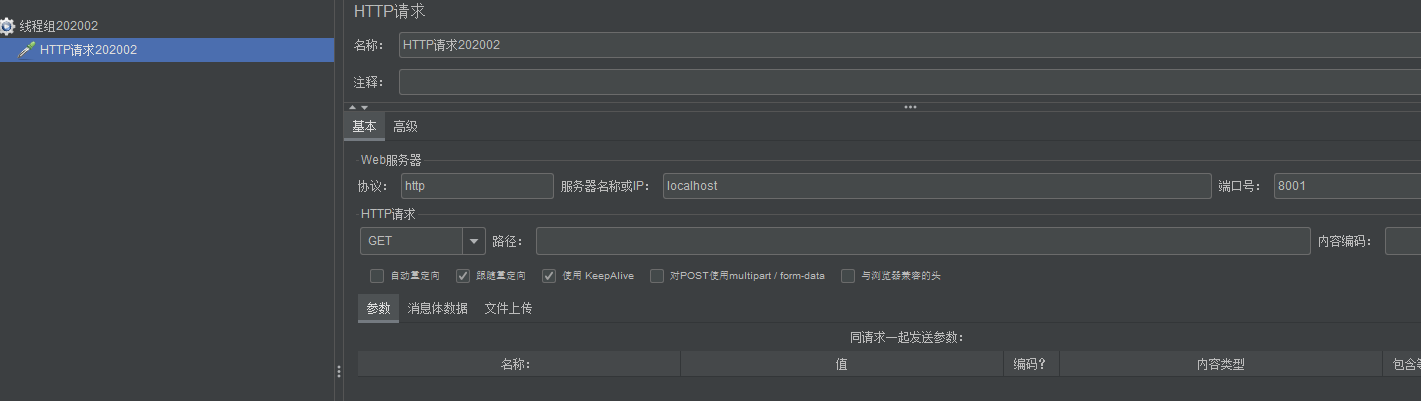 线程组202002
HTTP请求202002
HTTP请求
名称： HTTP请求202002
注释：
基本 高级
Web服务器
协议： http 服务器名称或IP： localhost 端口号： 8001
HTTP请求
GET 路径： 内容编码：
自动重定向 跟随重定向 使用 KeepAlive 对POST使用multipart / form-data 与浏览器兼容的头
参数 消息体数据 文件上传
同请求一起发送参数：
名称： 值 编码？ 内容类型 包含